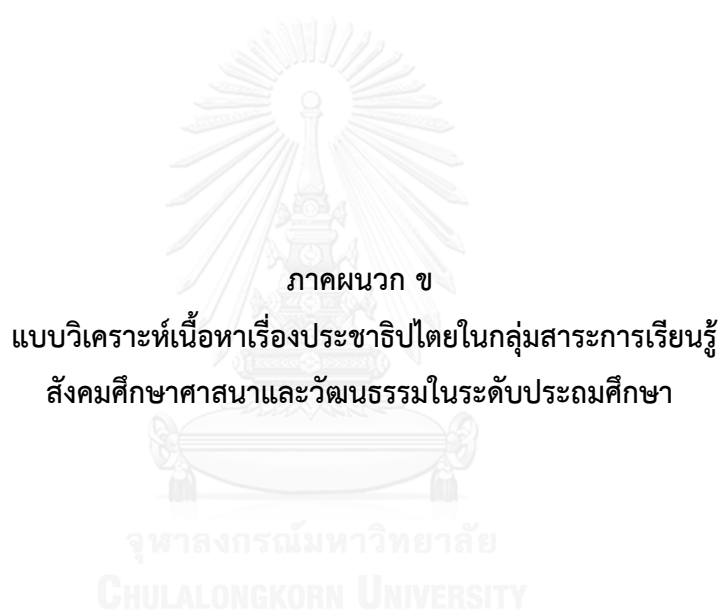 ภาคผนวก ข
แบบวิเคราะห์เนื้อหาเรื่องประชาธิปไตยในกลุ่มสาระการเรียนรู้
สังคมศึกษาศาสนาและวัฒนธรรมในระดับประถมศึกษา
จุฬาลงกรณ์มหาวิทยาลัย
CHULALONGKORN UNIVERSITY